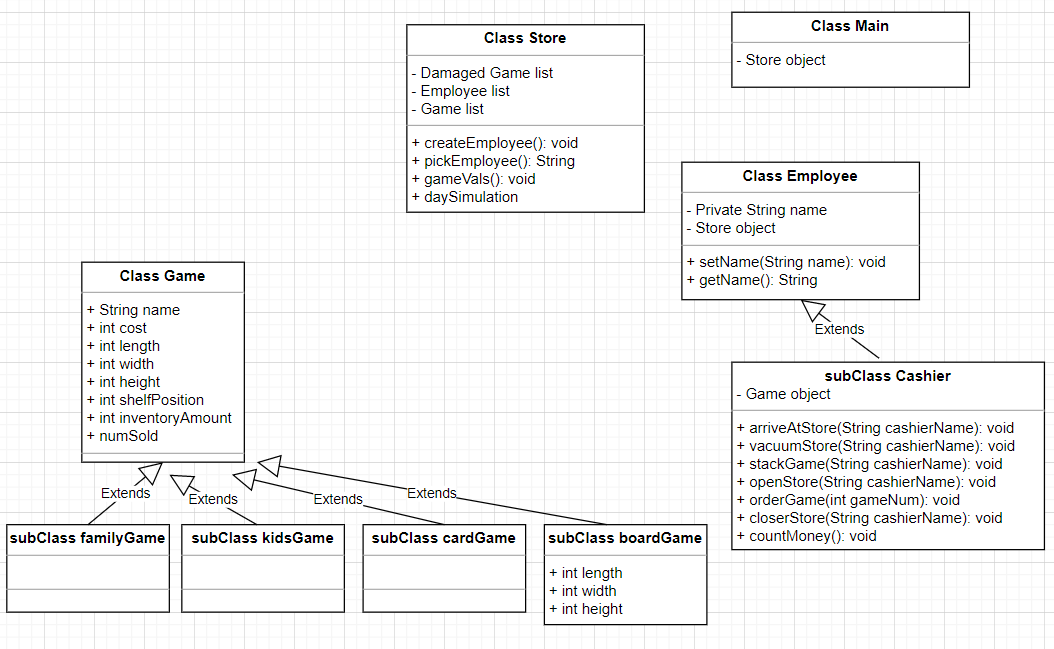 Class Store
- Damaged Game list
- Employee list
- Game list
+ createEmployee(): void
+ pickEmployee(): String
+ gameVals(): void
+ daySimulation
Class Main
- Store object
Class Employee
- Private String name
- Store object
+ setName(String name): void
+ getName(): String
Extends
subClass Cashier
- Game object
+ arriveAtStore(String cashierName): void
+ vacuumStore(String cashierName): void
+ stackGame(String cashierName): void
+ openStore(String cashierName): void
+ orderGame(int gameNum): void
+ closerStore(String cashierName): void
+ countMoney(): void
Class Game
+ String name
+ int cost
+ int length
+ int width
+ int height
+ int shelfPosition
+ int inventoryAmount
+ numSold
Extends
Extends
Extends
Extends
subClass familyGame
subClass kidsGame
subClass cardGame
subClass boardGame
+ int length
+ int width
+ int height